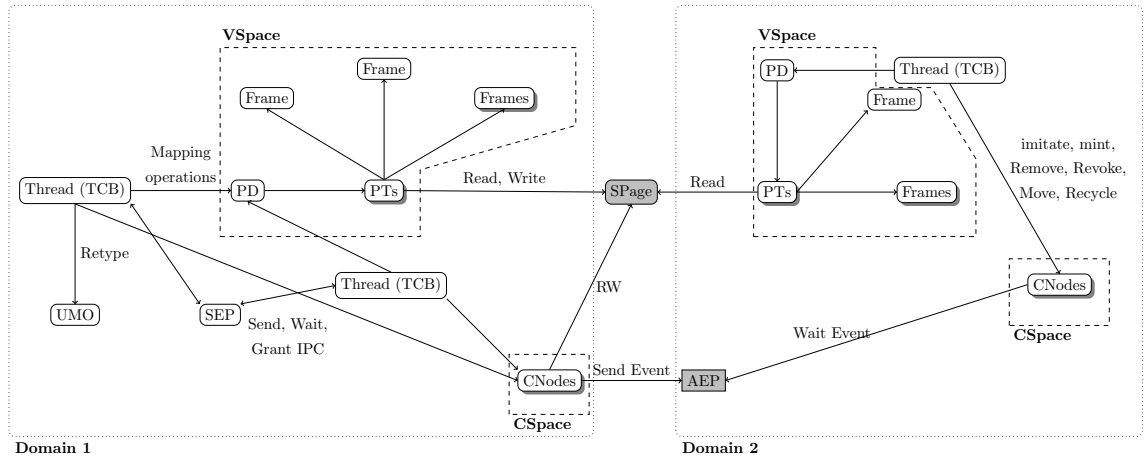 VSpace
Frame
Frame
Frames
Mapping
operations
Thread (TCB)
PD
PTs
Read, Write
SPage
Retype
UMO
SEP
Thread (TCB)
Send, Wait,
Grant IPC
RW
CNodes
CSpace
Send Event
AEP
Domain 1
VSpace
PD
Thread (TCB)
Frame
Read
PTs
Frames
imitate, mint,
Remove, Revoke,
Move, Recycle
CNodes
CSpace
Wait Event
Domain 2